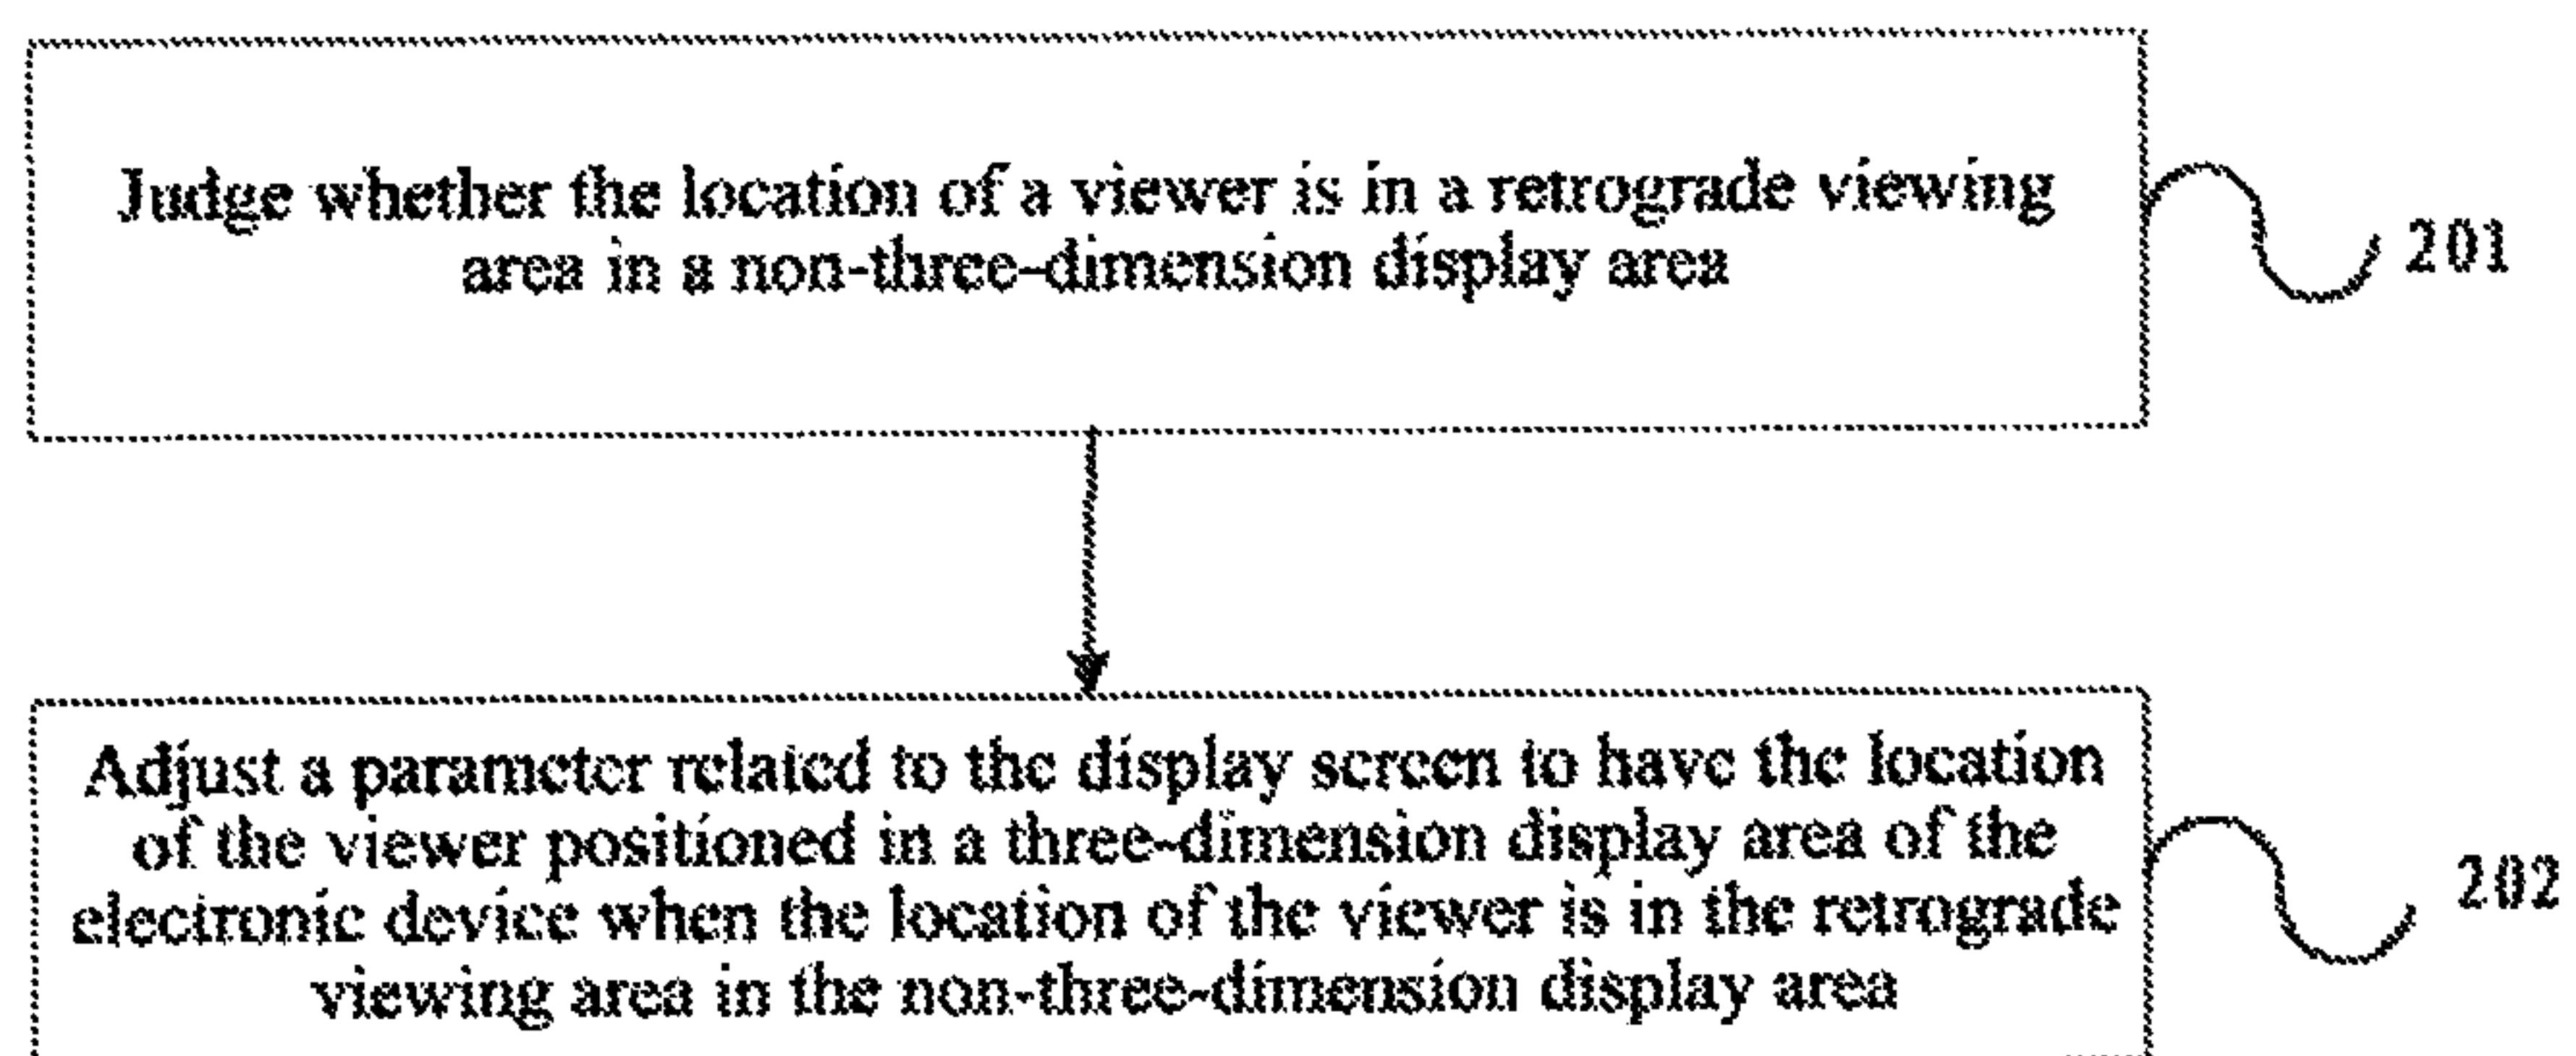 Judge whether the location of a viewer is in a retrograde viewing
area in a non-three-dimension display area
201
Adjust a parameter related to the display screen to have the location
of the viewer positioned in a three-dimension display area of the
electronic device when the location of the viewer is in the retrograde
viewing area in the non-three-dimension display area
202